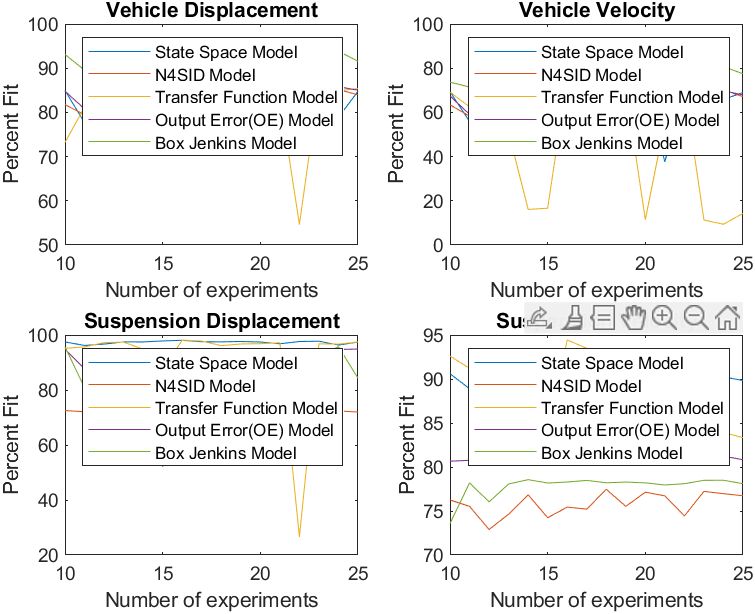 Vehicle Displacement
100
90
80
70
60
50
Percent Fit
State Space Model
N4SID Model
Transfer Function Model
Output Error(OE) Model
Box Jenkins Model
10
15
20
25
Number of experiments
Vehicle Velocity
100
80
60
40
20
0
Percent Fit
State Space Model
N4SID Model
Transfer Function Model
Output Error(OE) Model
Box Jenkins Model
10
15
20
25
Number of experiments
Suspension Displacement
100
80
60
40
20
Percent Fit
State Space Model
N4SID Model
Transfer Function Model
Output Error(OE) Model
Box Jenkins Model
10
15
20
25
Number of experiments
95
90
85
80
75
70
Percent Fit
State Space Model
N4SID Model
Transfer Function Model
Output Error(OE) Model
Box Jenkins Model
10
15
20
25
Number of experiments